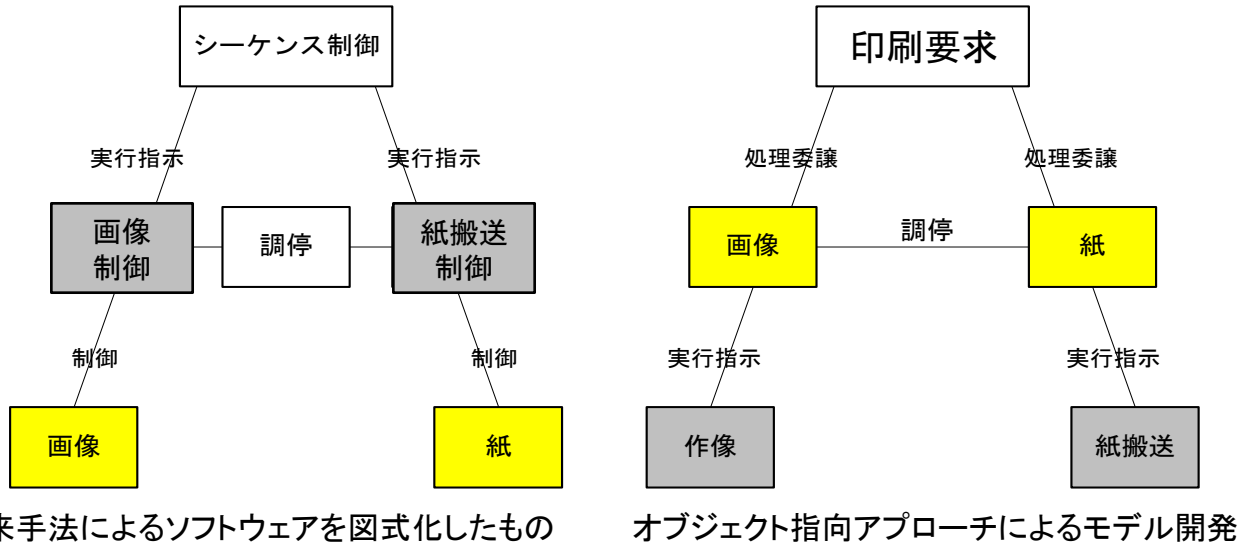 シーケンス制御
実行指示
実行指示
画像
制御
調停
紙搬送
制御
制御
制御
画像
紙
来手法によるソフトウェアを図式化したもの
印刷要求
処理委譲
処理委譲
画像
調停
紙
実行指示
実行指示
作像
紙搬送
オブジェクト指向アプローチによるモデル開発